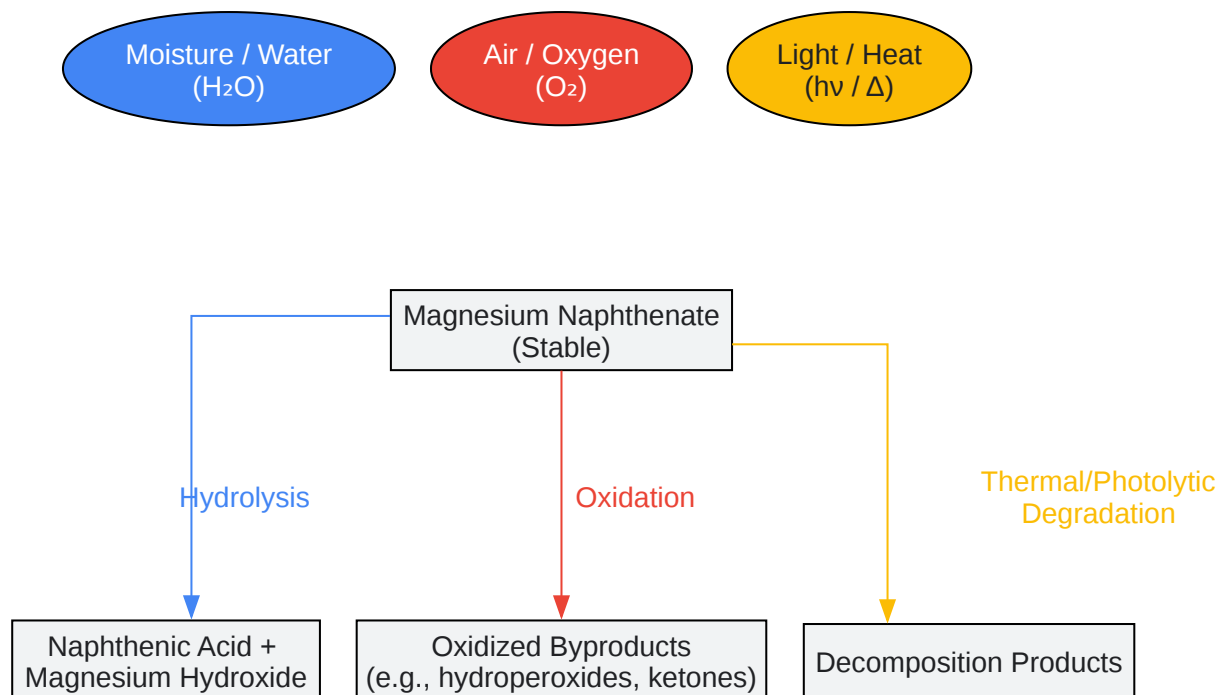 Moisture / Water
(H₂O)
Air / Oxygen
(O₂)
Light / Heat
(hν / Δ)
Magnesium Naphthenate
(Stable)
Hydrolysis
Oxidation
Thermal/Photolytic
Degradation
Naphthenic Acid +
Magnesium Hydroxide
Oxidized Byproducts
(e.g., hydroperoxides, ketones)
Decomposition Products